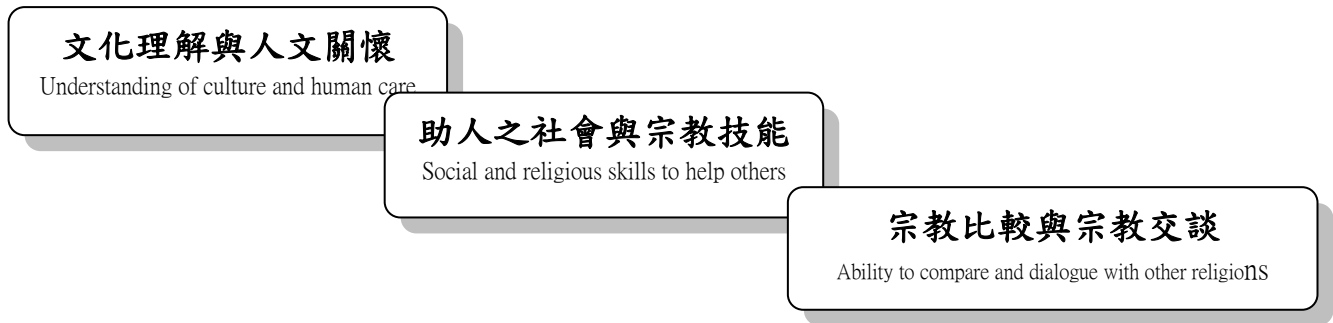 文化理解與人文關懷
Understanding of culture and human care
助人之社會與宗教技能
Social and religious skills to help others
宗教比較與宗教交談
Ability to compare and dialogue with other religions